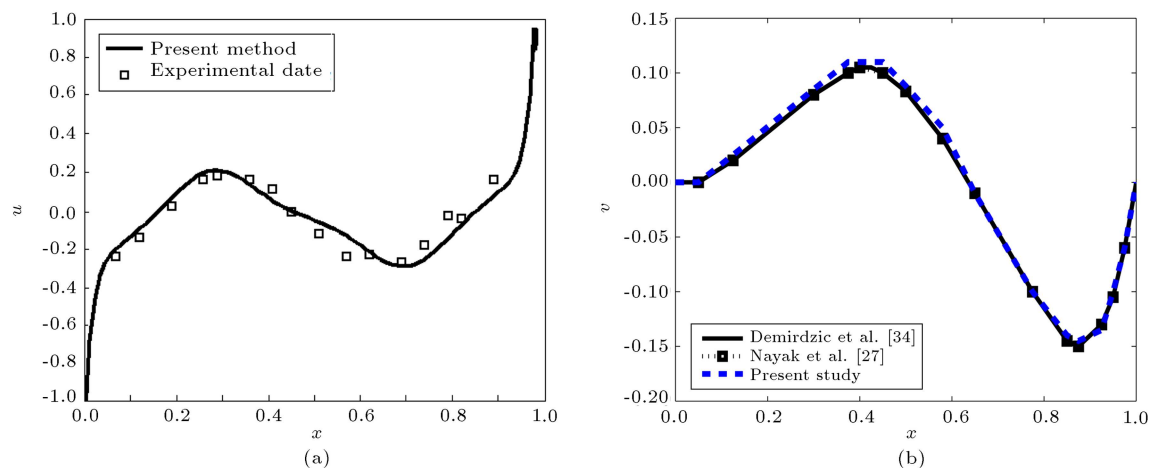 1.0
0.8
0.6
0.4
0.2
0.0
-0.2
-0.4
-0.6
-0.8
-1.0
u
Present method
Experimental date
0.0 0.2 0.4 0.6 0.8 1.0
x
(a)
0.15
0.10
0.05
0.00
-0.05
-0.10
-0.15
-0.20
v
Demirdzic et al. [34]
Nayak et al. [27]
Present study
0.0 0.2 0.4 0.6 0.8 1.0
x
(b)